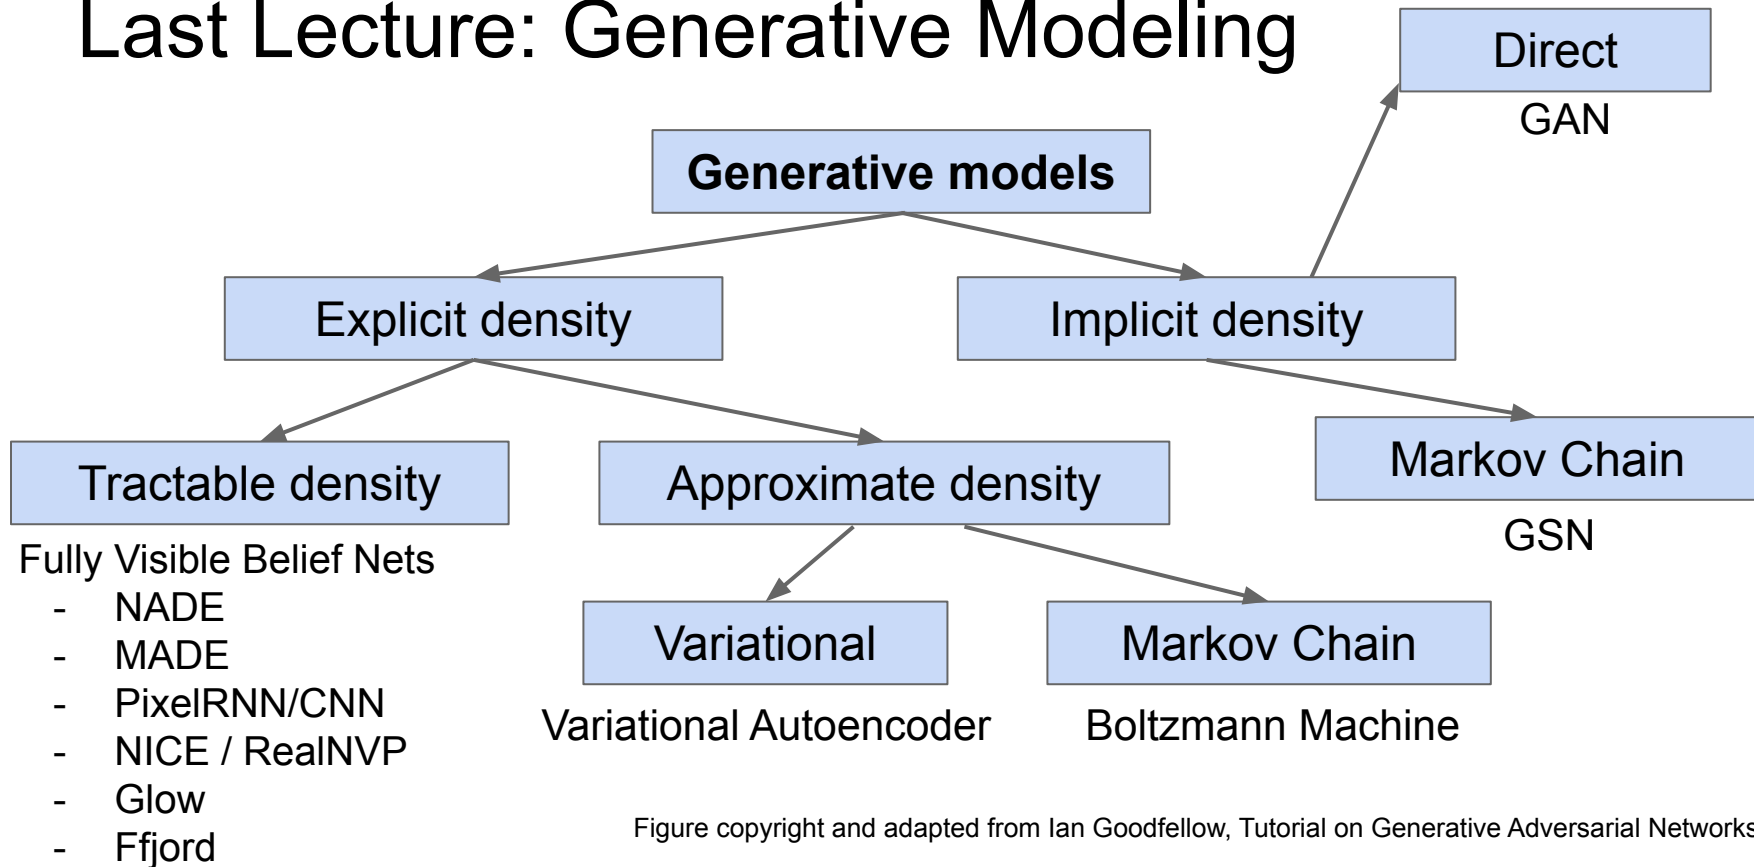 Last Lecture: Generative Modeling
Direct
GAN
Generative models
Explicit density
Implicit density
Tractable density
Approximate density
Markov Chain
GSN
Fully Visible Belief Nets
- NADE
- MADE
- PixelRNN/CNN
- NICE / RealNVP
- Glow
- Ffjord
Variational
Markov Chain
Variational Autoencoder
Boltzmann Machine
Figure copyright and adapted from Ian Goodfellow, Tutorial on Generative Adversarial Networks